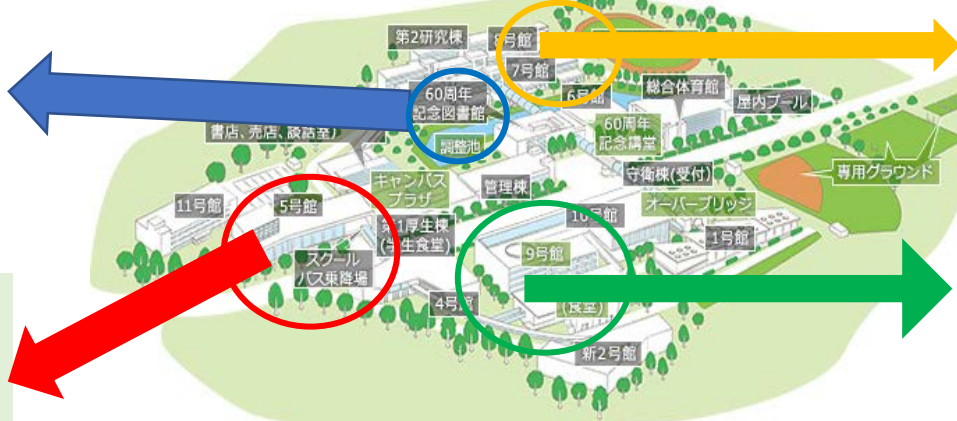 第2研究棟
8号館
7号館
60周年
記念図書館
6号館
総合体育館
屋内プール
書店、売店、談話室)
調整池
60周年
記念講堂
キャンパス
プラザ
管理棟
守衛棟(受付)
専用グラウンド
11号館
5号館
第1厚生棟
(学生食堂)
10号館
オーバーブリッジ
1号館
スクール
バス乗降場
9号館
4号館
(食堂)
新2号館